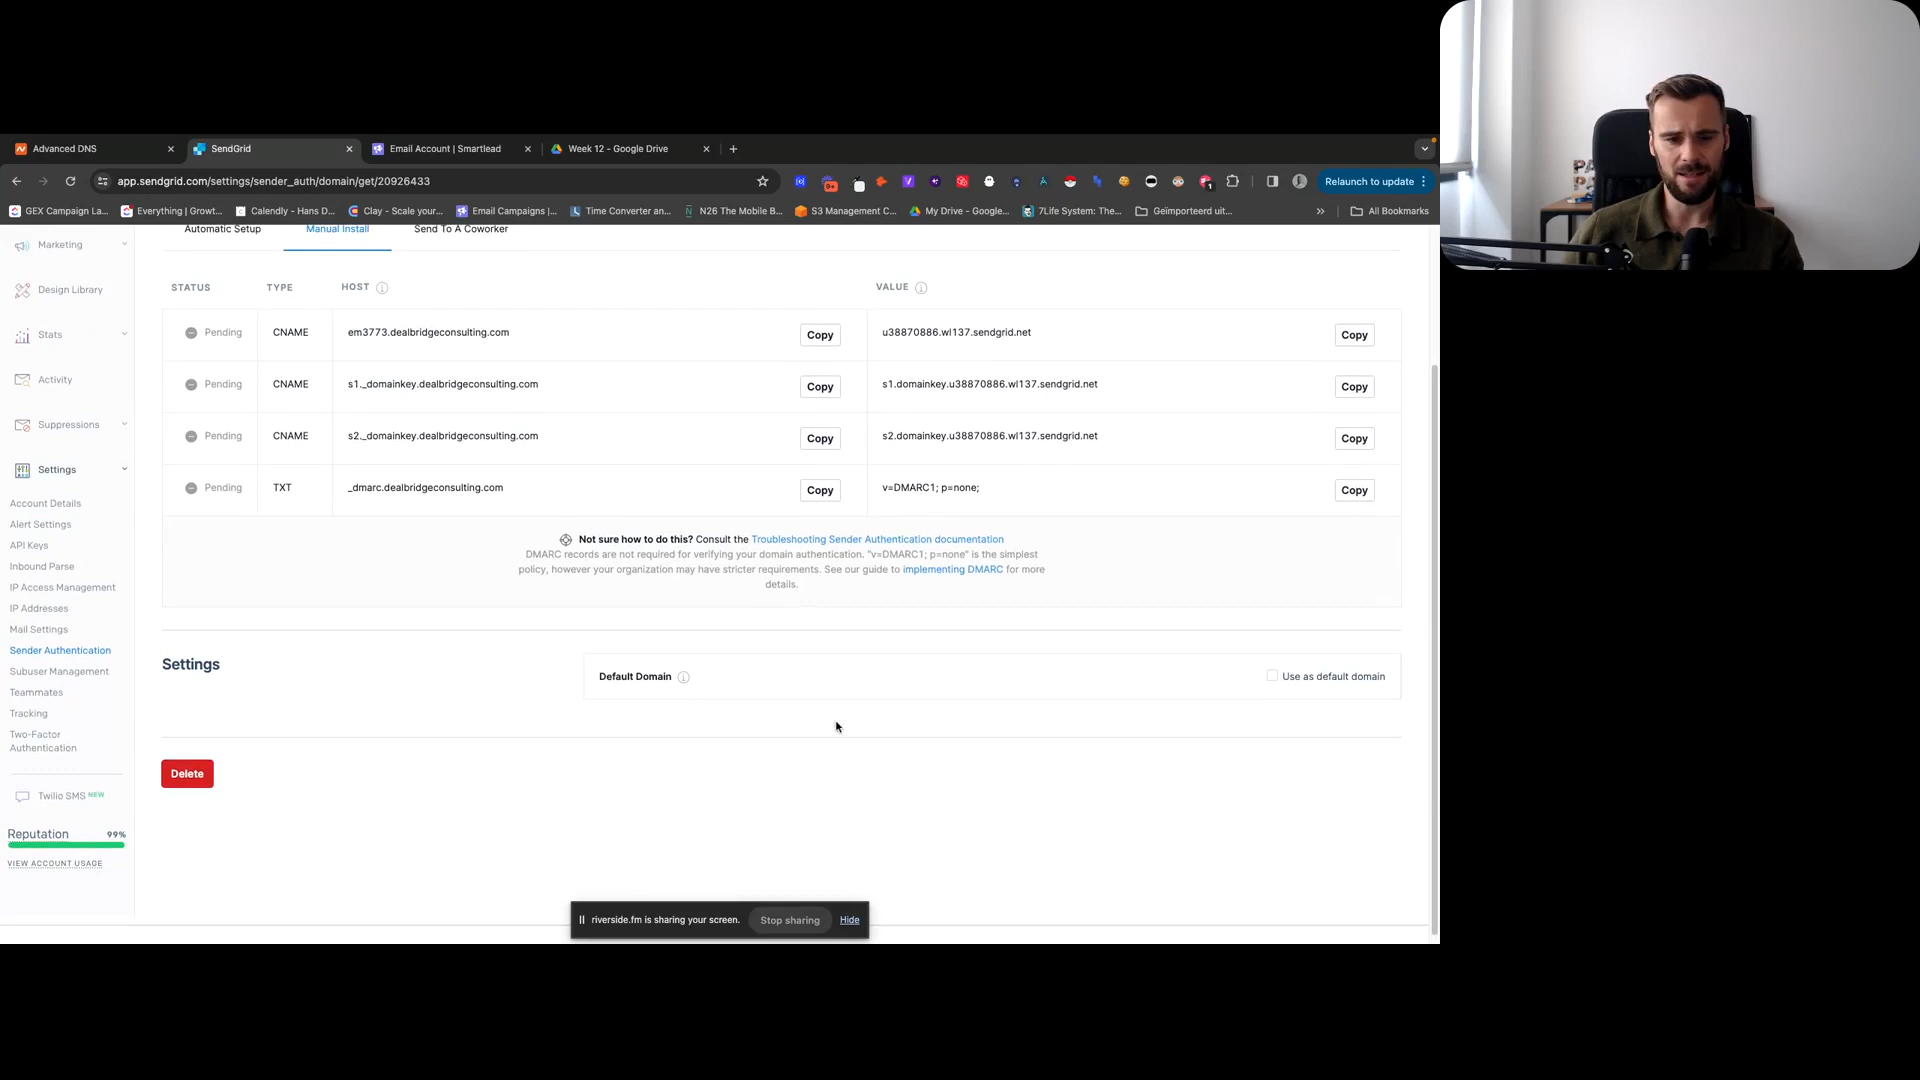 Advanced DNS
SendGrid
Email Account | Smartlead
Week 12 - Google Drive
app.sendgrid.com/settings/sender_auth/domain/get/20926433
Relaunch to update
GEX Campaign La...
Everything | Growt...
Calendly - Hans D...
Clay - Scale your...
Email Campaigns |...
Time Converter an...
N26 The Mobile B...
S3 Management C...
My Drive - Google...
7Life System: The...
Geïmporteerd uit...
All Bookmarks
Marketing
Design Library
Stats
Activity
Suppressions
Settings
Account Details
Alert Settings
API Keys
Inbound Parse
IP Access Management
IP Addresses
Mail Settings
Sender Authentication
Subuser Management
Teammates
Tracking
Two-Factor
Authentication
Twilio SMS NEW
Reputation 99%
VIEW ACCOUNT USAGE
Automatic Setup Manual Install Send To A Coworker
STATUS TYPE HOST VALUE
Pending CNAME em3773.dealbridgeconsulting.com Copy u38870886.wl137.sendgrid.net Copy
Pending CNAME s1._domainkey.dealbridgeconsulting.com Copy s1.domainkey.u38870886.wl137.sendgrid.net Copy
Pending CNAME s2._domainkey.dealbridgeconsulting.com Copy s2.domainkey.u38870886.wl137.sendgrid.net Copy
Pending TXT _dmarc.dealbridgeconsulting.com Copy v=DMARC1; p=none; Copy
Not sure how to do this? Consult the Troubleshooting Sender Authentication documentation
DMARC records are not required for verifying your domain authentication. "v=DMARC1; p=none" is the simplest
policy, however your organization may have stricter requirements. See our guide to implementing DMARC for more
details.
Settings
Default Domain Use as default domain
Delete
riverside.fm is sharing your screen. Stop sharing Hide